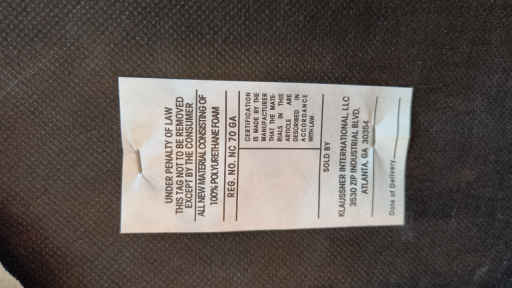 UNDER PENALTY OF LAW
THIS TAG NOT TO BE REMOVED
EXCEPT BY THE CONSUMER
ALL NEW MATERIAL CONSISTING OF
100% POLYURETHANE FOAM
REG. NO. NC 70 GA
CERTIFICATION
IS MADE BY THE
MANUFACTURER
THAT THE MATE-
RIALS IN THIS
ARTICLE ARE
DESCRIBED IN
ACCORDANCE
WITH LAW.
SOLD BY
KLAUSSNER INTERNATIONAL, LLC
3530 ZIP INDUSTRIAL BLVD.
ATLANTA, GA 30354
Date of Delivery